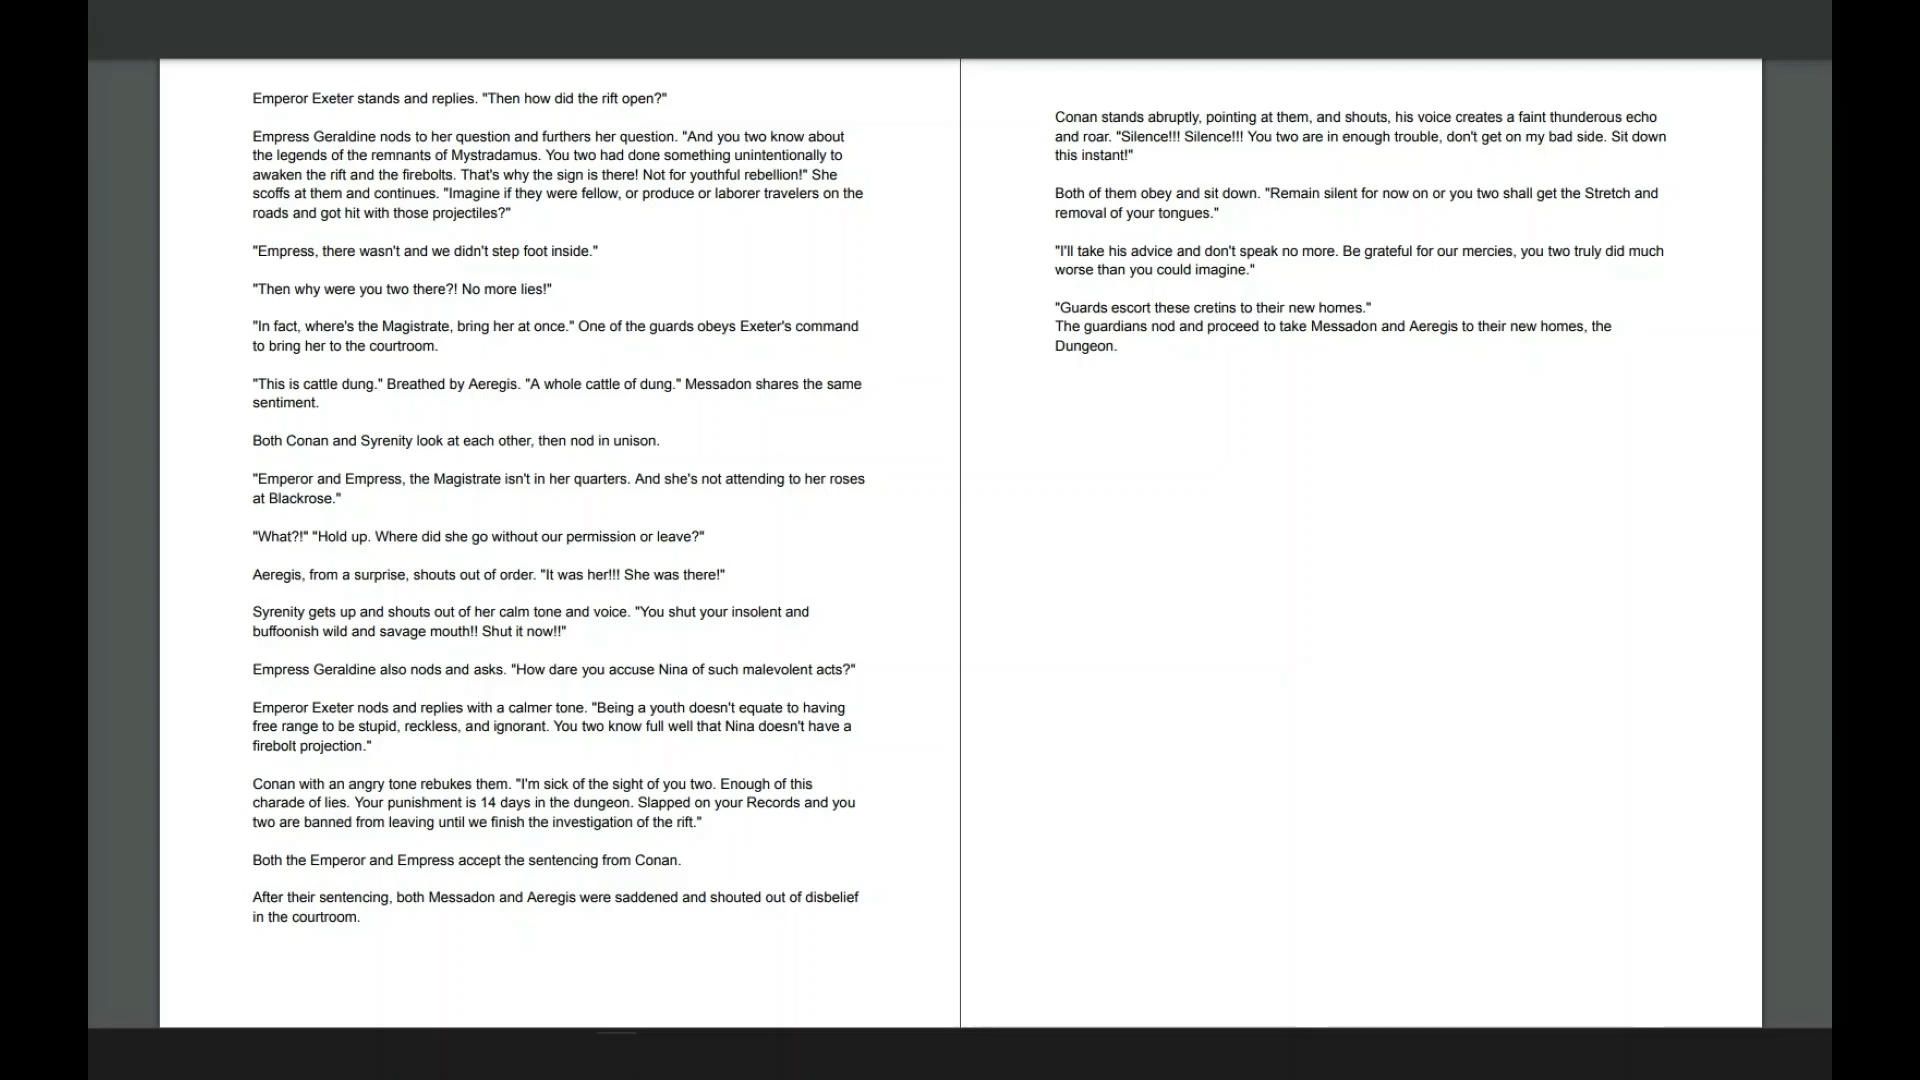 Emperor Exeter stands and replies. "Then how did the rift open?"
Empress Geraldine nods to her question and furthers her question. "And you two know about
the legends of the remnants of Mystradamus. You two had done something unintentionally to
awaken the rift and the firebolts. That's why the sign is there! Not for youthful rebellion!" She
scoffs at them and continues. "Imagine if they were fellow, or produce or laborer travelers on the
roads and got hit with those projectiles?"
"Empress, there wasn't and we didn't step foot inside."
"Then why were you two there?! No more lies!"
"In fact, where's the Magistrate, bring her at once." One of the guards obeys Exeter's command
to bring her to the courtroom.
"This is cattle dung." Breathed by Aeregis. "A whole cattle of dung." Messadon shares the same
sentiment.
Both Conan and Syrenity look at each other, then nod in unison.
"Emperor and Empress, the Magistrate isn't in her quarters. And she's not attending to her roses
at Blackrose."
"What?!" "Hold up. Where did she go without our permission or leave?"
Aeregis, from a surprise, shouts out of order. "It was her!!! She was there!"
Syrenity gets up and shouts out of her calm tone and voice. "You shut your insolent and
buffoonish wild and savage mouth!! Shut it now!!"
Empress Geraldine also nods and asks. "How dare you accuse Nina of such malevolent acts?"
Emperor Exeter nods and replies with a calmer tone. "Being a youth doesn't equate to having
free range to be stupid, reckless, and ignorant. You two know full well that Nina doesn't have a
firebolt projection."
Conan with an angry tone rebukes them. "I'm sick of the sight of you two. Enough of this
charade of lies. Your punishment is 14 days in the dungeon. Slapped on your Records and you
two are banned from leaving until we finish the investigation of the rift."
Both the Emperor and Empress accept the sentencing from Conan.
After their sentencing, both Messadon and Aeregis were saddened and shouted out of disbelief
in the courtroom.
Conan stands abruptly, pointing at them, and shouts, his voice creates a faint thunderous echo
and roar. "Silence!!! Silence!!! You two are in enough trouble, don't get on my bad side. Sit down
this instant!"
Both of them obey and sit down. "Remain silent for now on or you two shall get the Stretch and
removal of your tongues."
"I'll take his advice and don't speak no more. Be grateful for our mercies, you two truly did much
worse than you could imagine."
"Guards escort these cretins to their new homes."
The guardians nod and proceed to take Messadon and Aeregis to their new homes, the
Dungeon.